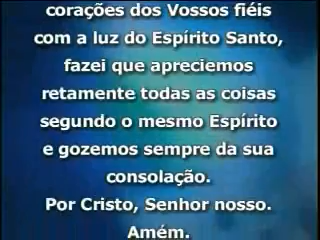 corações dos Vossos fiéis
com a luz do Espírito Santo,
fazei que apreciemos
retamente todas as coisas
segundo o mesmo Espírito
e gozemos sempre da sua
consolação.
Por Cristo, Senhor nosso.
Amém.